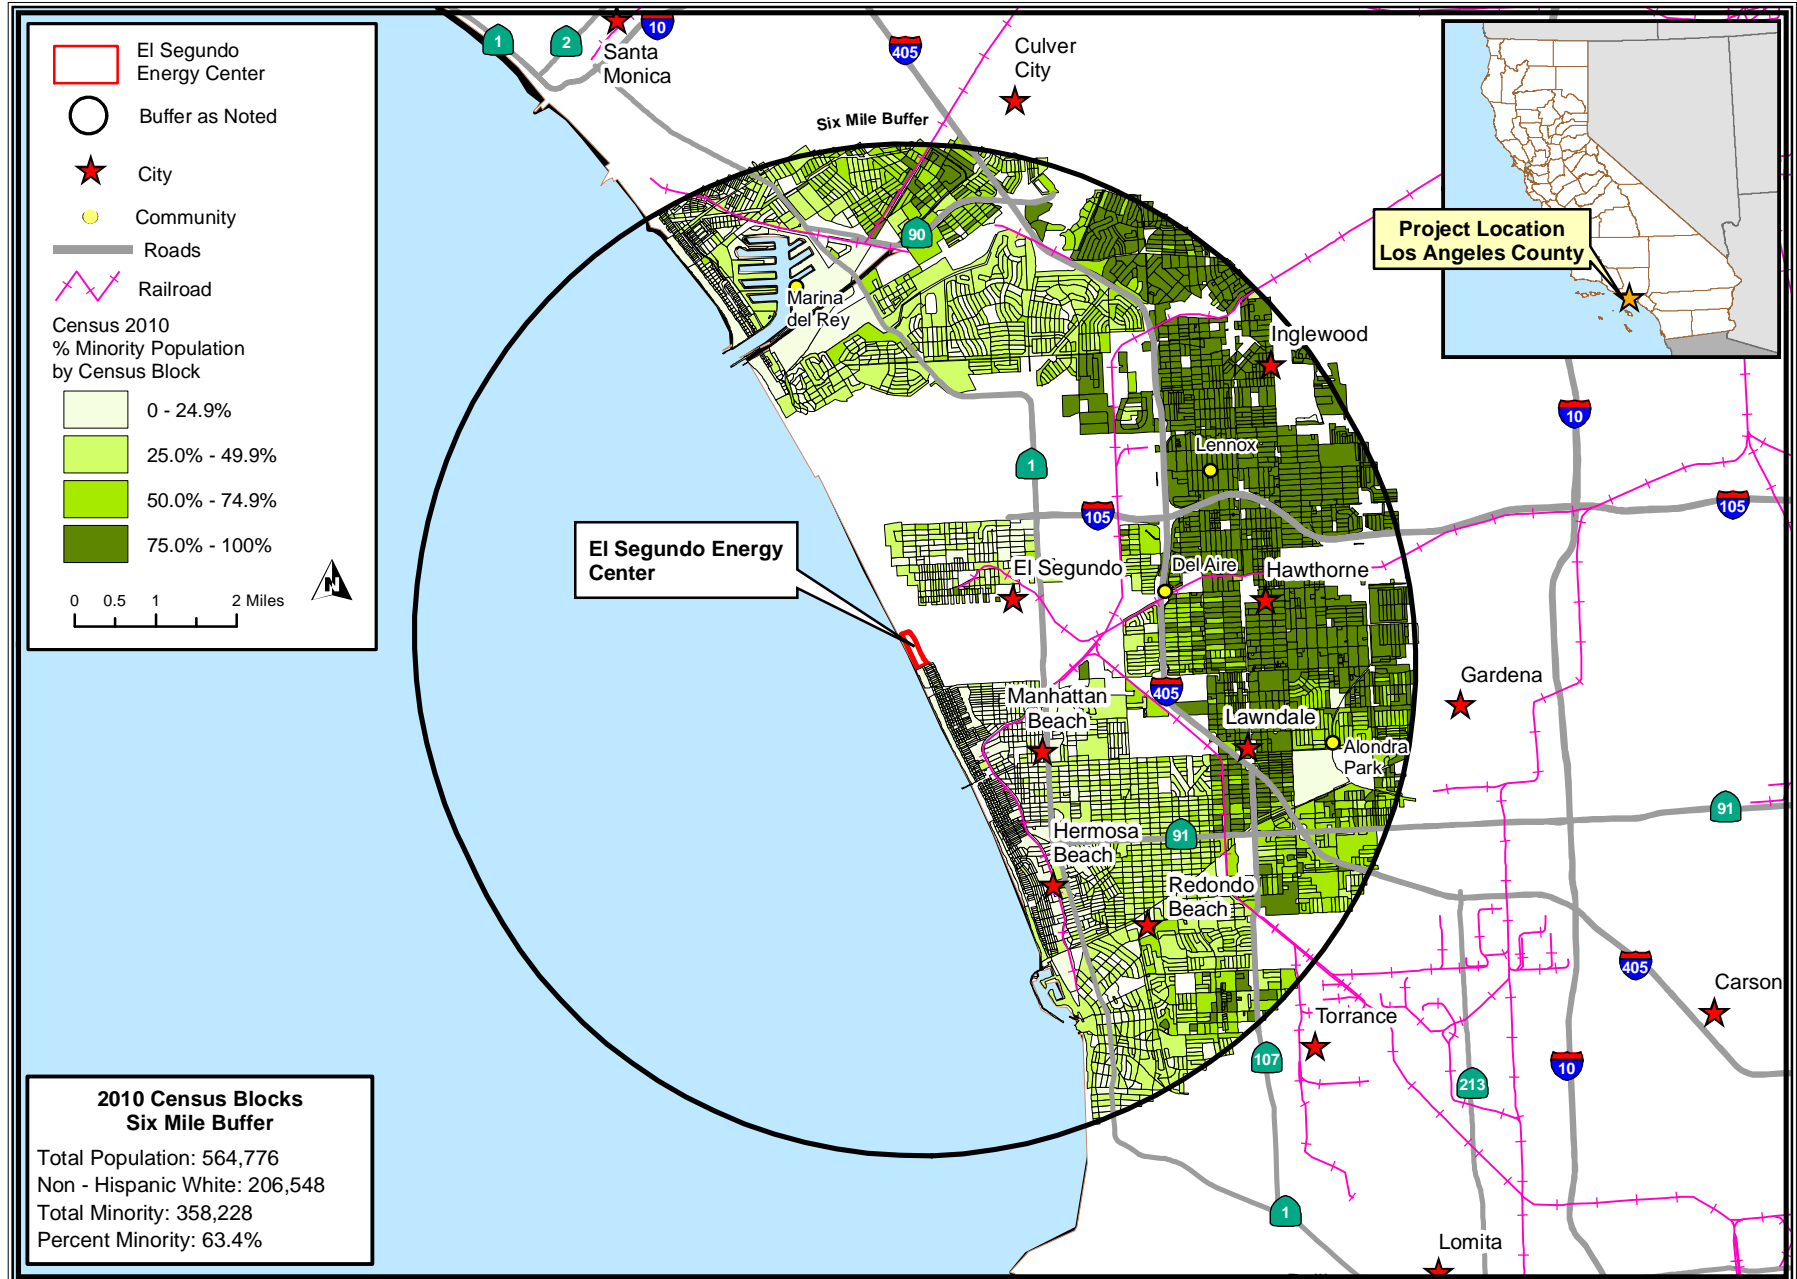 El Segundo
Energy Center
Buffer as Noted
City
Community
Roads
Railroad
Census 2010
% Minority Population
by Census Block
0 - 24.9%
25.0% - 49.9%
50.0% - 74.9%
75.0% - 100%
N
0 0.5 1 2 Miles
1
2
10
Santa
Monica
405
Culver
City
Six Mile Buffer
90
Marina
del Rey
Project Location
Los Angeles County
Inglewood
10
Lennox
1
105
105
El Segundo Energy
Center
El Segundo
Del Aire
Hawthorne
405
Gardena
Manhattan
Beach
Lawndale
Alondra
Park
91
91
Hermosa
Beach
Redondo
Beach
405
Carson
Torrance
107
10
213
1
Lomita
2010 Census Blocks
Six Mile Buffer
Total Population: 564,776
Non - Hispanic White: 206,548
Total Minority: 358,228
Percent Minority: 63.4%